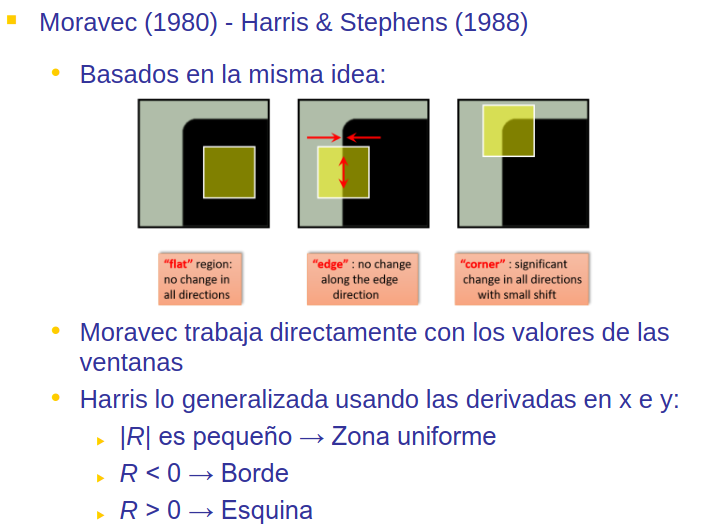 Moravec (1980) - Harris & Stephens (1988)
Basados en la misma idea:
“flat” region:
no change in
all directions
“edge” : no change
along the edge
direction
“corner” : significant
change in all directions
with small shift
Moravec trabaja directamente con los valores de las
ventanas
Harris lo generalizada usando las derivadas en x e y:
|R| es pequeño → Zona uniforme
R < 0 → Borde
R > 0 → Esquina